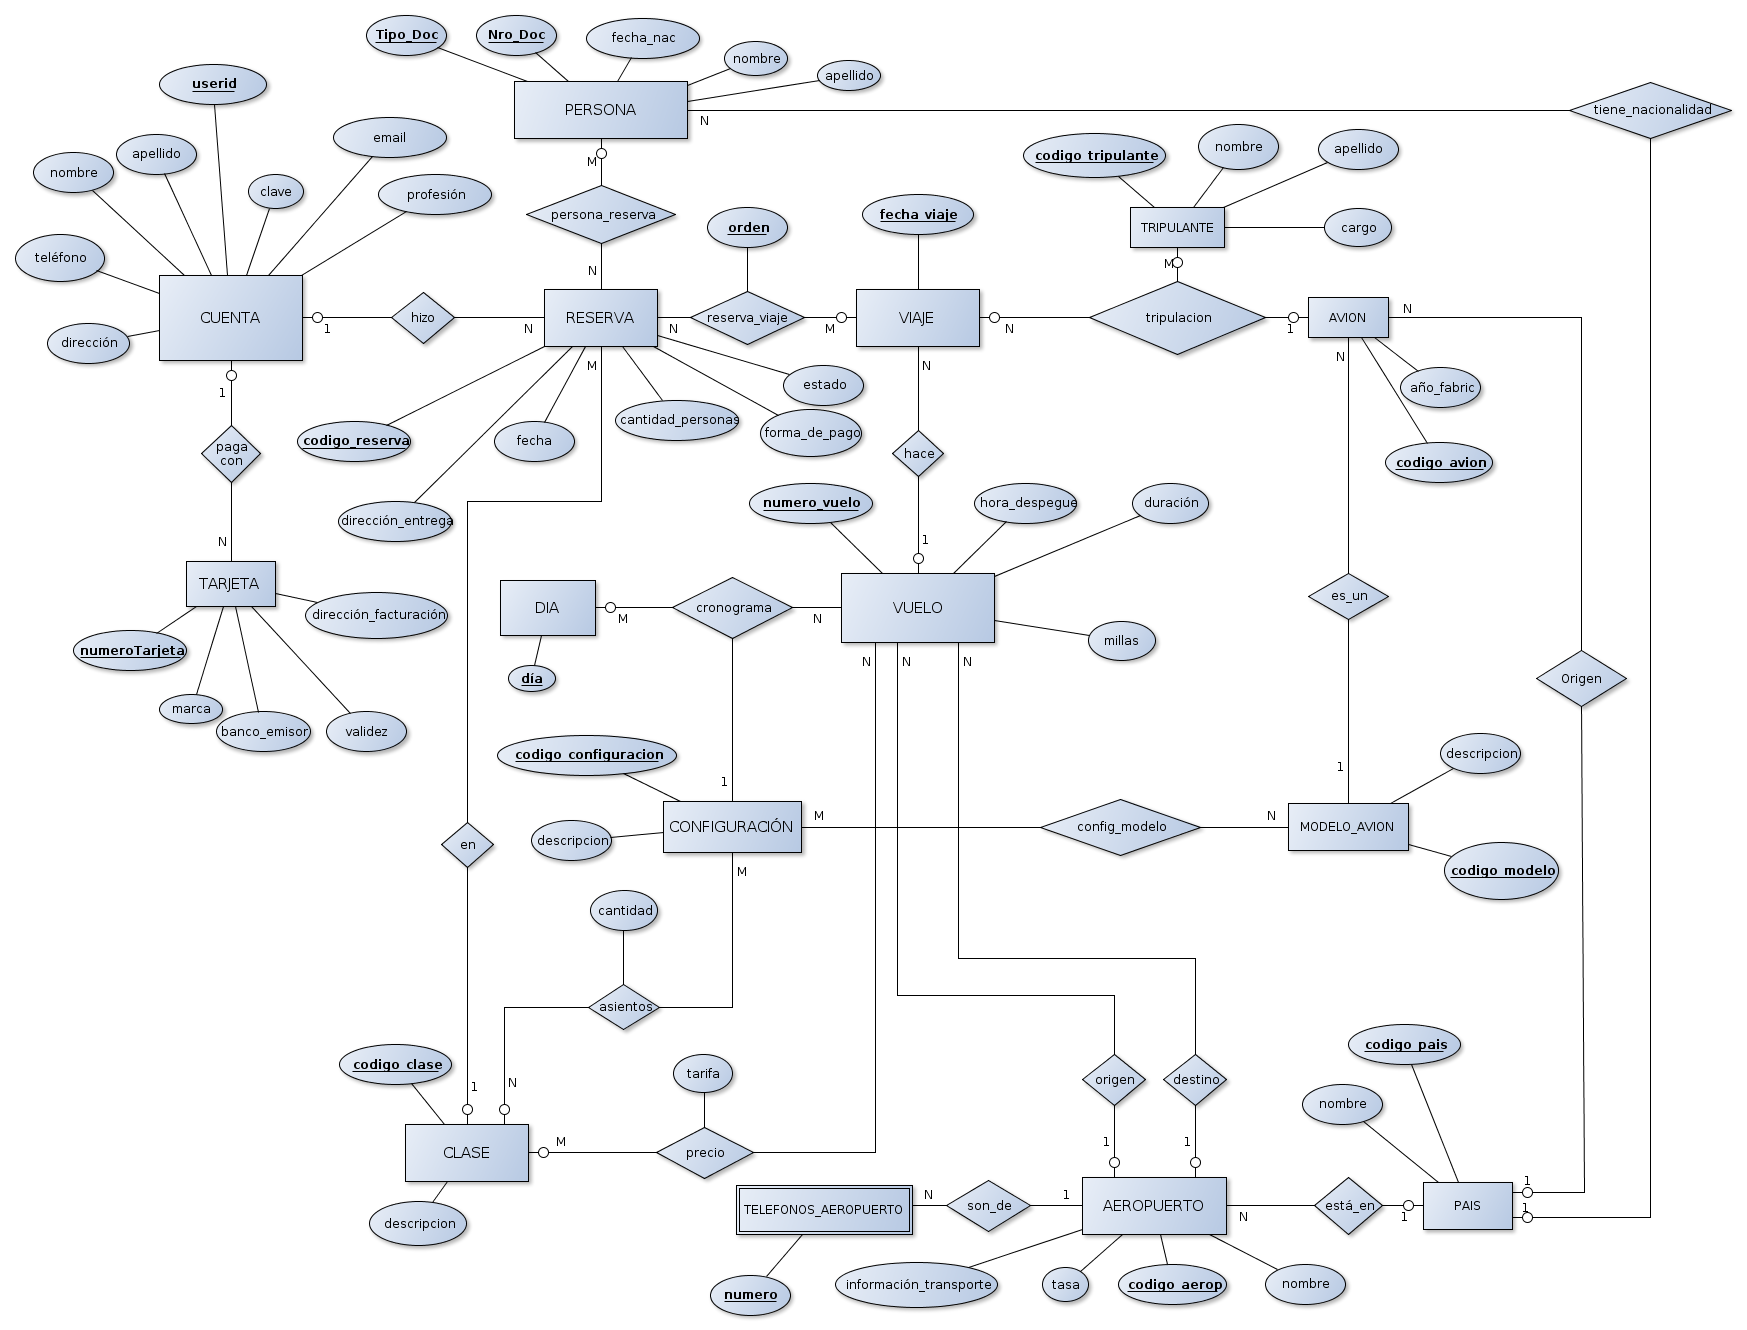 Tipo_Doc
Nro_Doc
fecha_nac
nombre
apellido
userid
PERSONA
N
tiene_nacionalidad
email
apellido
nombre
clave
profesión
M
codigo_tripulante
nombre
apellido
persona_reserva
orden
fecha_viaje
TRIPULANTE
cargo
teléfono
N
M
CUENTA
1
hizo
N
RESERVA
N
reserva_viaje
M
VIAJE
N
tripulacion
1
AVION
N
dirección
1
M
N
N
estado
año_fabric
codigo_reserva
fecha
cantidad_personas
forma_de_pago
paga
con
hace
codigo_avion
dirección_entrega
numero_vuelo
hora_despegue
duración
N
1
TARJETA
dirección_facturación
DIA
M
cronograma
N
VUELO
es_un
numeroTarjeta
millas
día
N
N
N
Origen
marca
banco_emisor
validez
codigo_configuracion
1
1
descripcion
descripcion
CONFIGURACIÓN
M
config_modelo
N
MODELO_AVION
en
M
codigo_modelo
cantidad
asientos
codigo_clase
1
N
tarifa
origen
destino
codigo_pais
nombre
CLASE
M
precio
1
1
descripcion
TELEFONOS_AEROPUERTO
N
son_de
1
AEROPUERTO
N
está_en
1
PAIS
1
1
numero
información_transporte
tasa
codigo_aerop
nombre